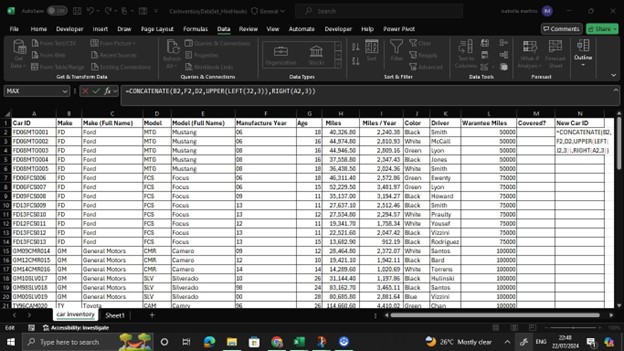 AutoSave Off CarInventoryDataSet_HiveHawks General Search isabella martins
File Home Insert Draw Page Layout Formulas Data Review View Automate Developer Help Power Pivot Comments Share
Get Data From Text/CSV From Picture Refresh All Queries & Connections Organization Stocks Sort Filter Clear Text to Columns What-If Analysis Forecast Sheet Outline
From Web Recent Sources Properties Reapply
From Table/Range Existing Connections Advanced
Get & Transform Data Queries & Connections Data Types Sort & Filter Data Tools Forecast
MAX fx =CONCATENATE(B2,F2,D2,UPPER(LEFT(J2,3)),RIGHT(A2,3))
A B C D E F G H I J K L M N
1 Car ID Make Make (Full Name) Model Model (Full Name) Manufacture Year Age Miles Miles / Year Color Driver Warantee Miles Covered? New Car ID
2 FD06MTG001 FD Ford MTG Mustang 06 18 40,326.80 2,240.38 Black Smith 50000 =CONCATENATE(B2,
3 FD06MTG002 FD Ford MTG Mustang 06 16 44,974.80 2,810.93 White McCall 50000 F2,D2,UPPER(LEFT(
4 FD08MTG003 FD Ford MTG Mustang 08 16 44,946.50 2,809.16 Green Lyon 50000 J2,3)),RIGHT(A2,3))
5 FD08MTG004 FD Ford MTG Mustang 08 16 37,558.80 2,347.43 Black Jones 50000
6 FD08MTG005 FD Ford MTG Mustang 08 18 36,438.50 2,024.36 White Smith 50000
7 FD06FCS006 FD Ford FCS Focus 06 18 46,311.40 2,572.86 Green Ewenty 75000
8 FD06FCS007 FD Ford FCS Focus 06 15 52,229.50 3,481.97 Green Lyon 75000
9 FD09FCS008 FD Ford FCS Focus 09 11 35,137.00 3,194.27 Black Howard 75000
10 FD13FCS009 FD Ford FCS Focus 13 11 27,637.10 2,512.46 Black Smith 75000
11 FD13FCS010 FD Ford FCS Focus 13 12 27,534.80 2,294.57 White Praulty 75000
12 FD12FCS011 FD Ford FCS Focus 12 11 19,341.70 1,758.34 White Yousef 75000
13 FD13FCS012 FD Ford FCS Focus 13 11 22,521.60 2,047.42 Black Vizzini 75000
14 FD13FCS013 FD Ford FCS Focus 13 15 13,682.90 912.19 Black Rodriguez 75000
15 GM09CMR014 GM General Motors CMR Camero 09 12 28,464.80 2,372.07 White Santos 100000
16 GM12CMR015 GM General Motors CMR Camero 12 10 19,421.10 1,942.11 Black Bard 100000
17 GM14CMR016 GM General Motors CMR Camero 14 14 14,289.60 1,020.69 White Torrens 100000
18 GM10SLV017 GM General Motors SLV Silverado 10 26 31,144.40 1,197.86 Black Hulinski 100000
19 GM98SLV018 GM General Motors SLV Silverado 98 24 83,162.70 3,465.11 Black Santos 100000
20 GM00SLV019 GM General Motors SLV Silverado 00 28 80,685.80 2,881.64 Blue Vizzini 100000
21 TY96CAM020 TY Toyota CAM Camry 96 26 114,660.60 4,410.02 Green Chan 100000
car inventory Sheet1
Edit Accessibility: Investigate 100%
Type here to search 26°C Mostly clear ENG 22:48
22/07/2024